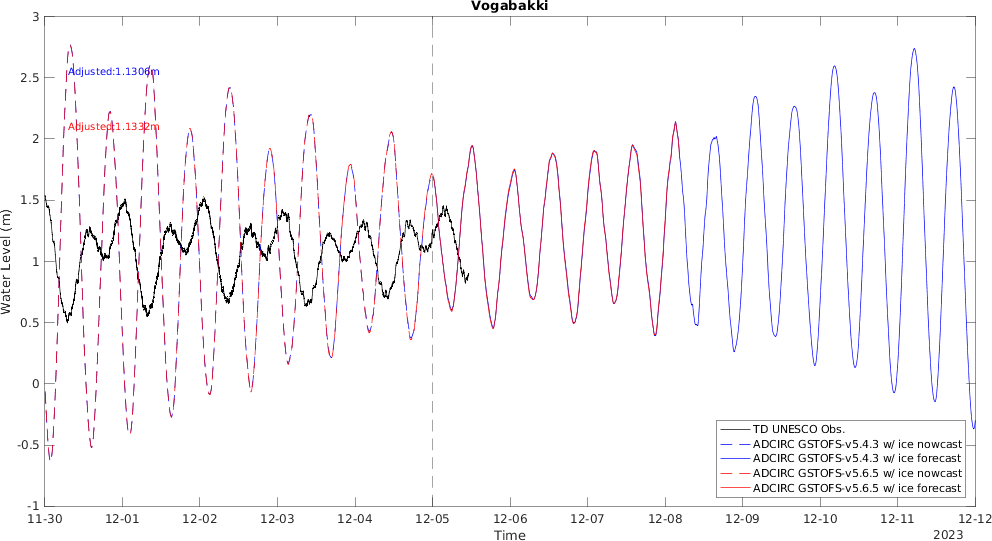 Vogabakki
3
2.5
2
1.5
1
0.5
0
-0.5
-1
Water Level (m)
Adjusted:1.1306m
Adjusted:1.1332m
TD UNESCO Obs.
ADCIRC GSTOFS-v5.4.3 w/ ice nowcast
ADCIRC GSTOFS-v5.4.3 w/ ice forecast
ADCIRC GSTOFS-v5.6.5 w/ ice nowcast
ADCIRC GSTOFS-v5.6.5 w/ ice forecast
11-30 12-01 12-02 12-03 12-04 12-05 12-06 12-07 12-08 12-09 12-10 12-11 12-12
Time
2023